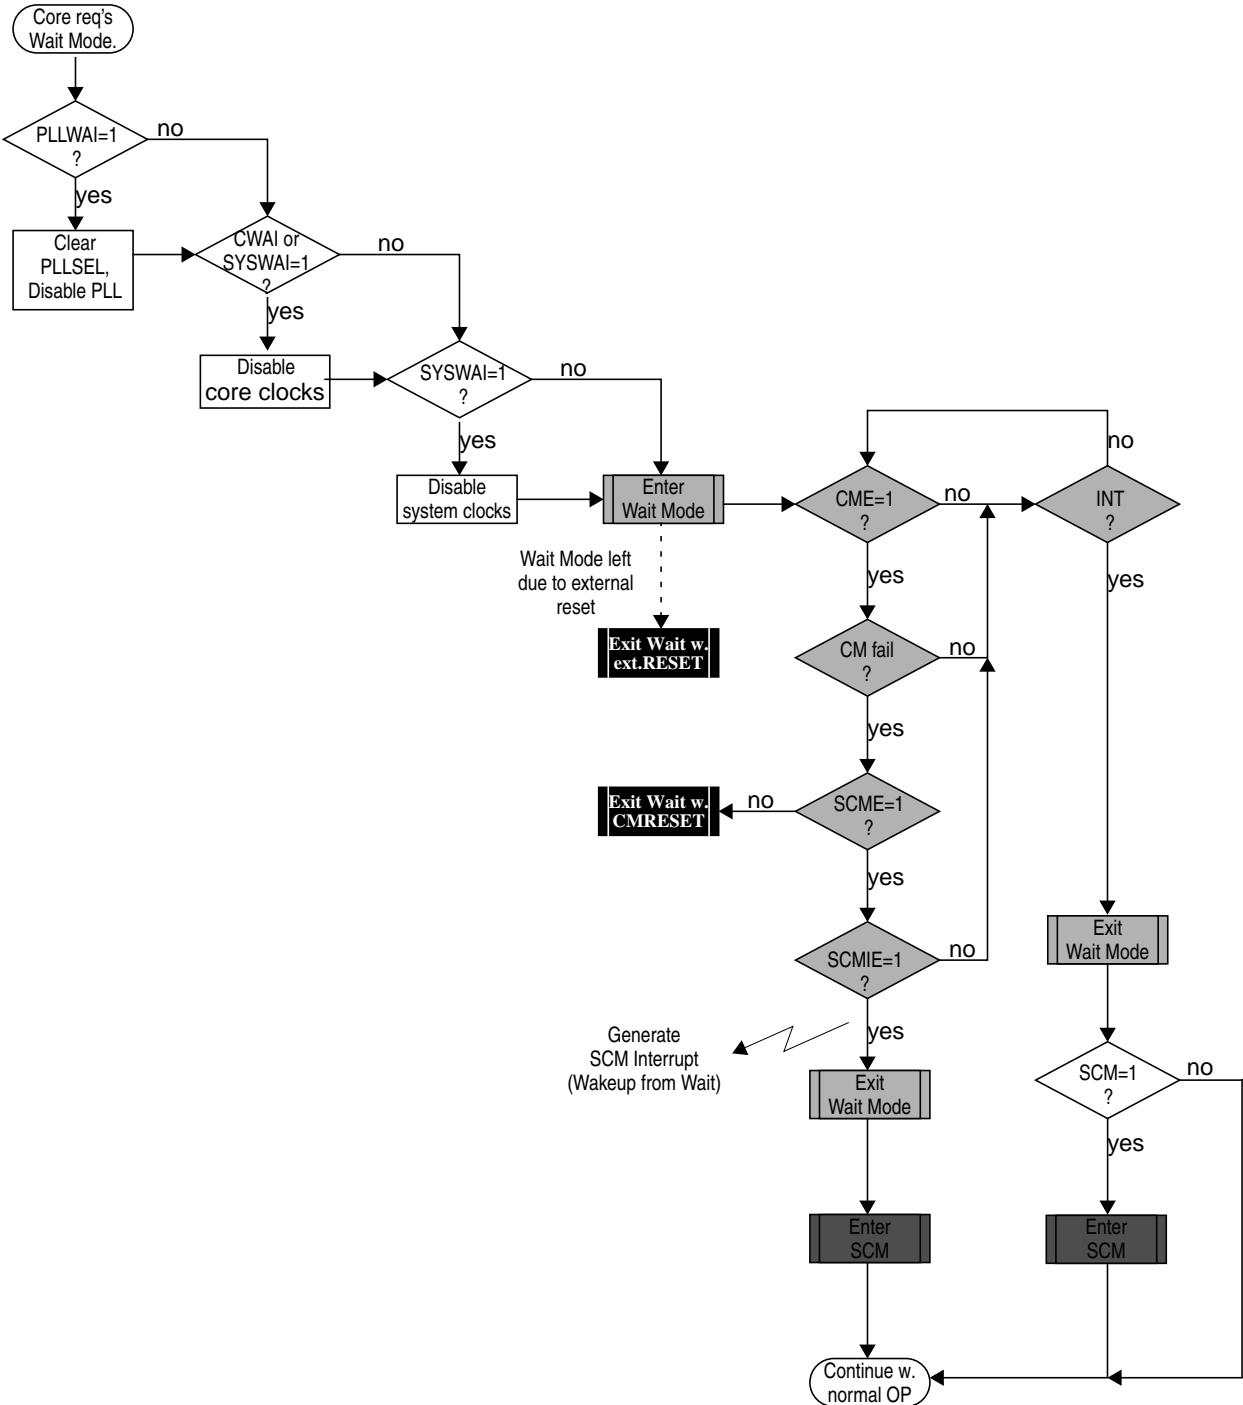 Core req's
Wait Mode.
PLLWAI=1
?
no
yes
Clear
PLLSEL,
Disable PLL
CWAI or
SYSWAI=1
?
no
yes
Disable
core clocks
SYSWAI=1
?
no
yes
Disable
system clocks
Enter
Wait Mode
Wait Mode left
due to external
reset
Exit Wait w.
ext.RESET
CME=1
?
no
yes
INT
?
no
yes
CM fail
?
no
yes
SCME=1
?
no
yes
Exit Wait w.
CMRESET
SCMIE=1
?
no
yes
Generate
SCM Interrupt
(Wakeup from Wait)
Exit
Wait Mode
Enter
SCM
Exit
Wait Mode
SCM=1
?
no
yes
Enter
SCM
Continue w.
normal OP